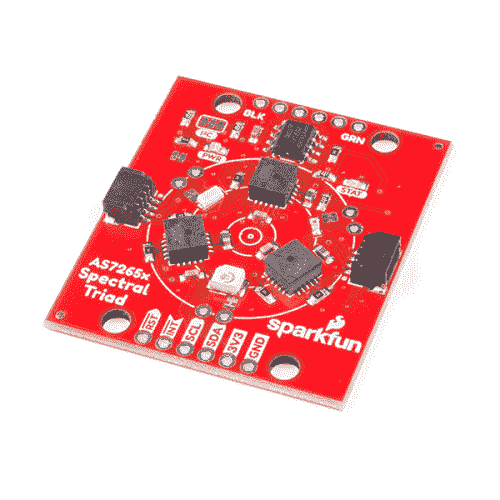 BLK
GRN
I²C
PWR
STAT
AS7265x
Spectral
Triad
sparkfun
RST
INT
SCL
SDA
3V3
GND